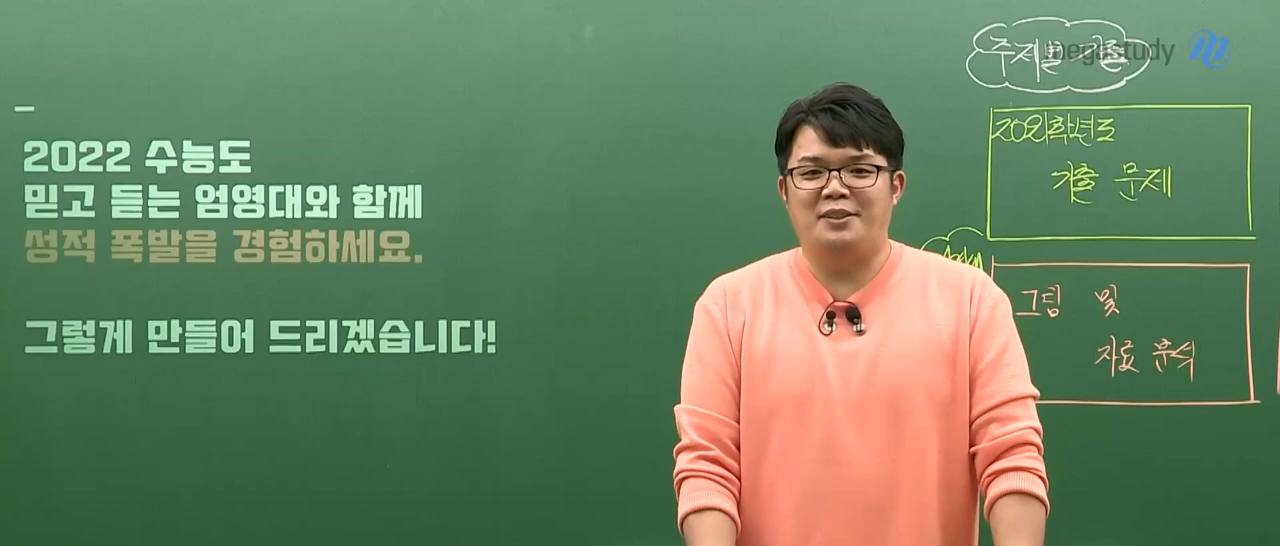 2022 수능도
믿고 듣는 엄영대와 함께
성적 폭발을 경험하세요.
그렇게 만들어 드리겠습니다!
megastudy
2021학년도
기출 문제
그림 및
자료 분석